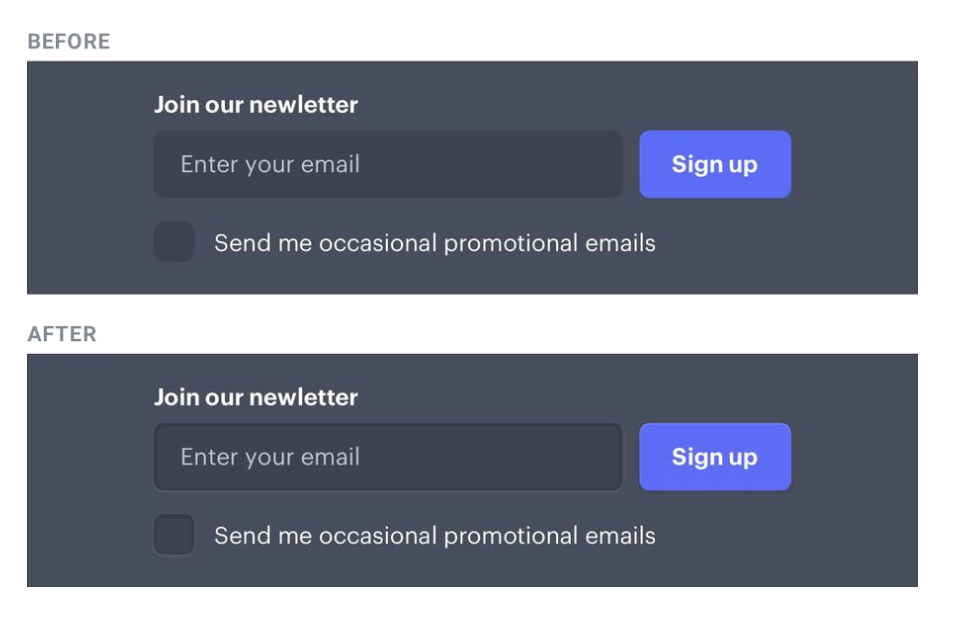 BEFORE
Join our newletter
Enter your email
Sign up
Send me occasional promotional emails
AFTER
Join our newletter
Enter your email
Sign up
Send me occasional promotional emails